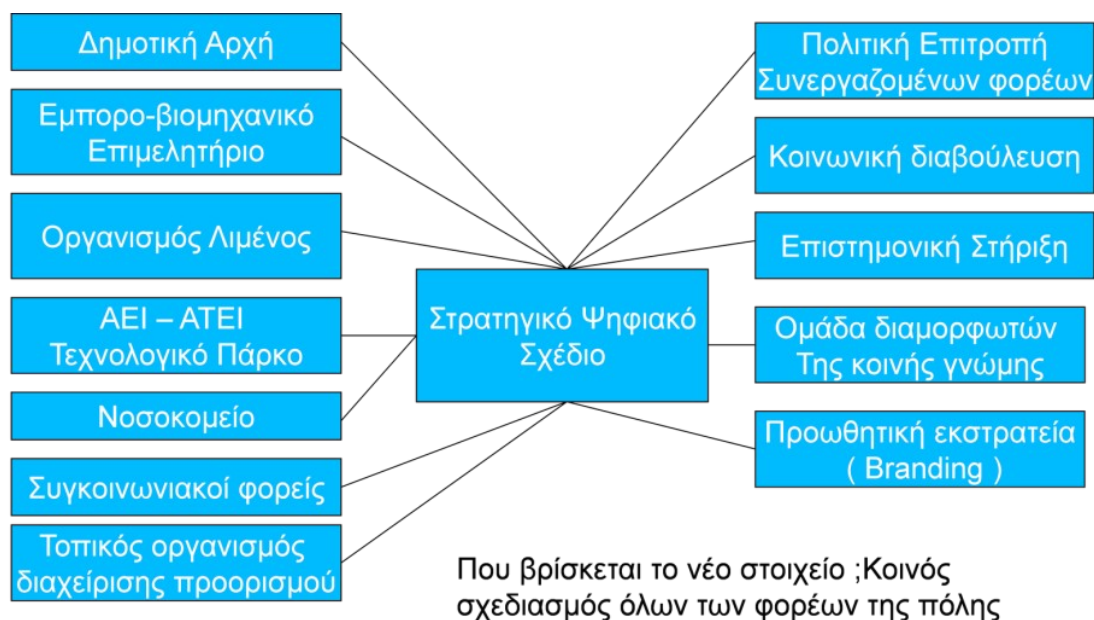 Δημοτική Αρχή
Εμπορο-βιομηχανικό
Επιμελητήριο
Οργανισμός Λιμένος
ΑΕΙ – ΑΤΕΙ
Τεχνολογικό Πάρκο
Νοσοκομείο
Συγκοινωνιακοί φορείς
Τοπικός οργανισμός
διαχείρισης προορισμού
Στρατηγικό Ψηφιακό
Σχέδιο
Πολιτική Επιτροπή
Συνεργαζομένων φορέων
Κοινωνική διαβούλευση
Επιστημονική Στήριξη
Ομάδα διαμορφωτών
Της κοινής γνώμης
Προωθητική εκστρατεία
( Branding )
Που βρίσκεται το νέο στοιχείο ;Κοινός
σχεδιασμός όλων των φορέων της πόλης